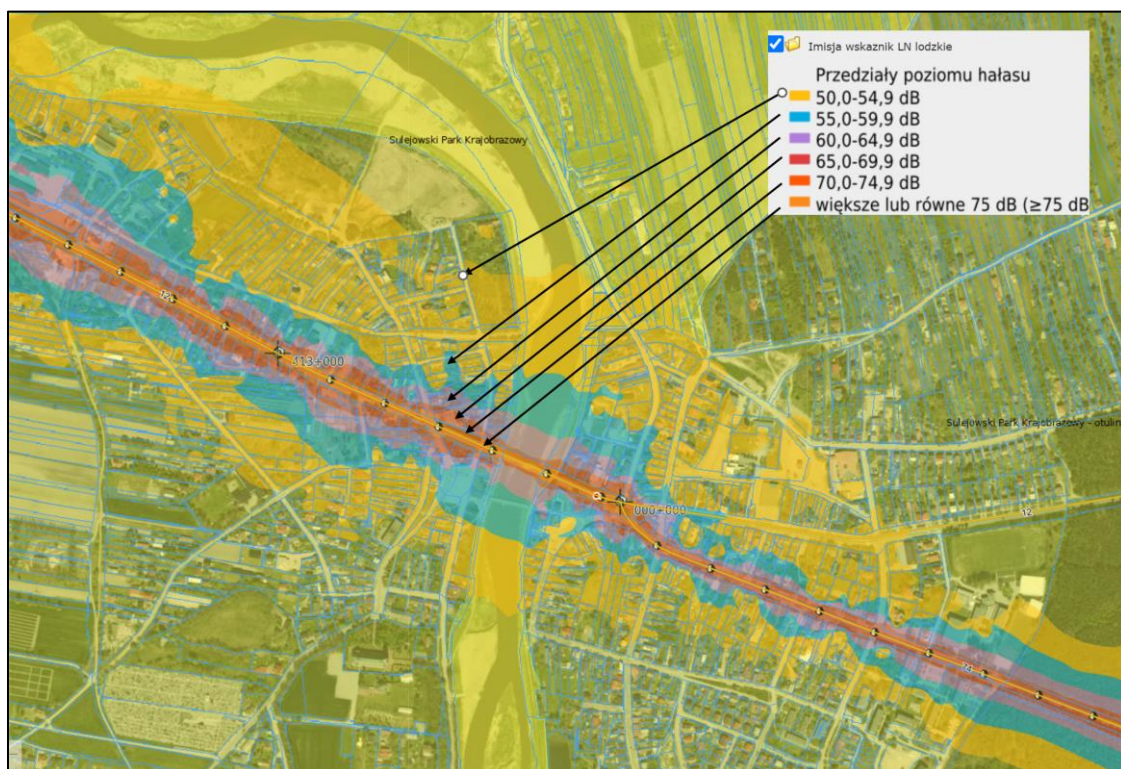 Imisja wskaznik LN lodzkie
Przedziały poziomu hałasu
50,0-54,9 dB
55,0-59,9 dB
60,0-64,9 dB
65,0-69,9 dB
70,0-74,9 dB
większe lub równe 75 dB (≥75 dB
Sulejowski Park Krajobrazowy
12
413+000
Sulejowski Park Krajobrazowy - otulin
000+000
12
74